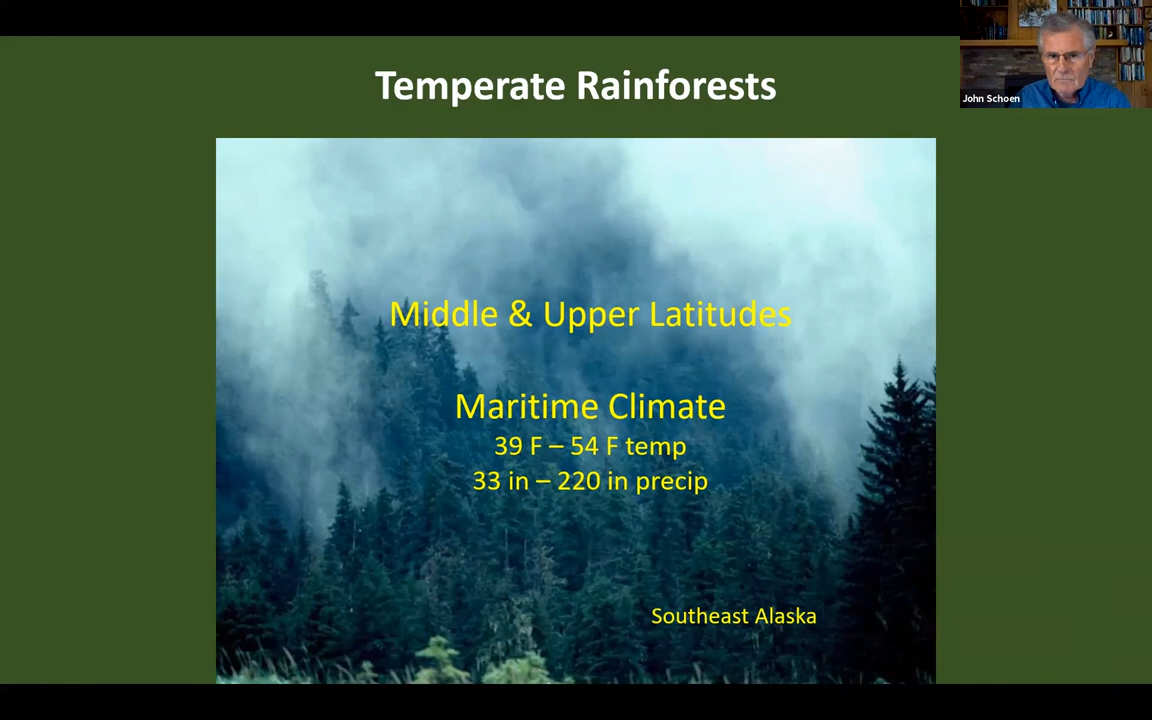 Temperate Rainforests
John Schoen
Middle & Upper Latitudes
Maritime Climate
39 F – 54 F temp
33 in – 220 in precip
Southeast Alaska